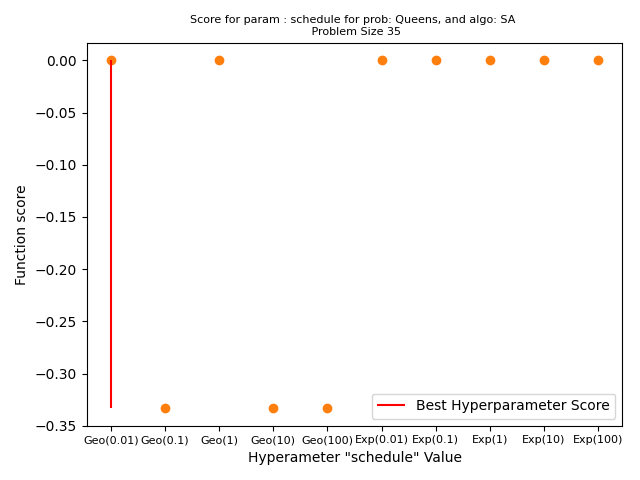 Score for param : schedule for prob: Queens, and algo: SA
Problem Size 35
0.00
−0.05
−0.10
−0.15
−0.20
−0.25
−0.30
−0.35
Function score
Best Hyperparameter Score
Geo(0.01) Geo(0.1) Geo(1) Geo(10) Geo(100) Exp(0.01) Exp(0.1) Exp(1) Exp(10) Exp(100)
Hyperameter "schedule" Value